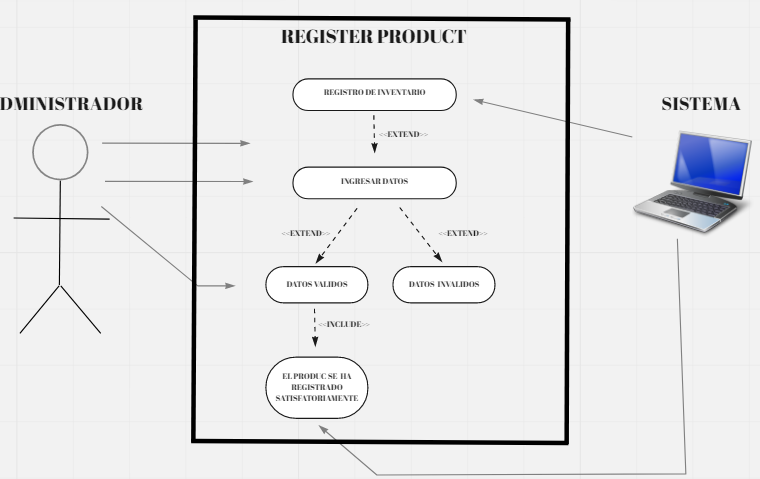 REGISTER PRODUCT
DMINISTRADOR
SISTEMA
REGISTRO DE INVENTARIO
<<EXTEND>>
INGRESAR DATOS
<<EXTEND>>
<<EXTEND>>
DATOS VALIDOS
DATOS INVALIDOS
<<INCLUDE>>
EL PRODUC SE HA
REGISTRADO
SATISFATORIAMENTE